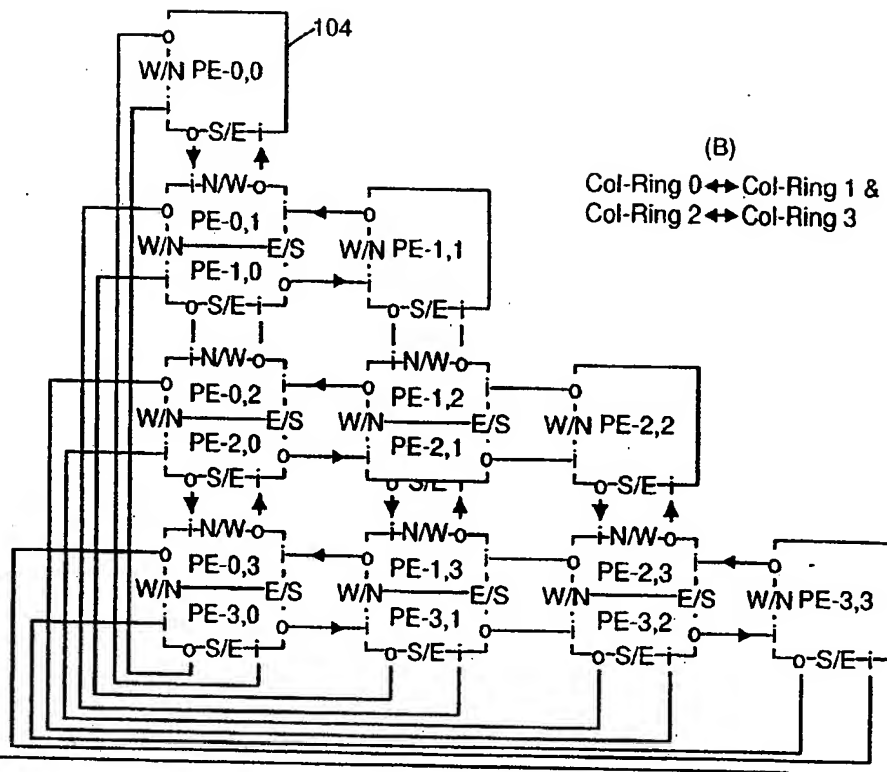 104
o
W/N PE-0,0
i
o-S/E-i
(B)
Col-Ring 0 ↔ Col-Ring 1 &
Col-Ring 2 ↔ Col-Ring 3
i-N/W-o
o PE-0,1 i o
W/N E/S W/N PE-1,1
i PE-1,0 o i
o-S/E-i o-S/E-i
i-N/W-o i-N/W-o
o PE-0,2 i o PE-1,2 i o
W/N E/S W/N E/S W/N PE-2,2
i PE-2,0 o i PE-2,1 o i
o-S/E-i o-S/E-i o-S/E-i
i-N/W-o i-N/W-o i-N/W-o
o PE-0,3 i o PE-1,3 i o PE-2,3 i o
W/N E/S W/N E/S W/N E/S W/N PE-3,3
i PE-3,0 o i PE-3,1 o i PE-3,2 o i
o-S/E-i o-S/E-i o-S/E-i o-S/E-i